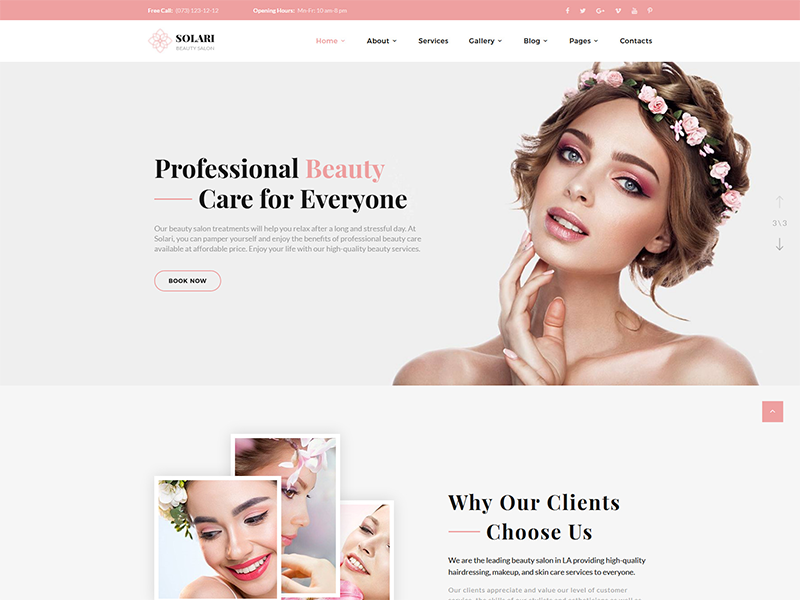 Free Call: (073) 123-12-12 Opening Hours: Mn-Fr: 10 am-8 pm
SOLARI
BEAUTY SALON
Home About Services Gallery Blog Pages Contacts
Professional Beauty
Care for Everyone
Our beauty salon treatments will help you relax after a long and stressful day. At
Solari, you can pamper yourself and enjoy the benefits of professional beauty care
available at affordable price. Enjoy your life with our high-quality beauty services.
BOOK NOW
3\3
Why Our Clients
Choose Us
We are the leading beauty salon in LA providing high-quality
hairdressing, makeup, and skin care services to everyone.
Our clients appreciate and value our level of customer